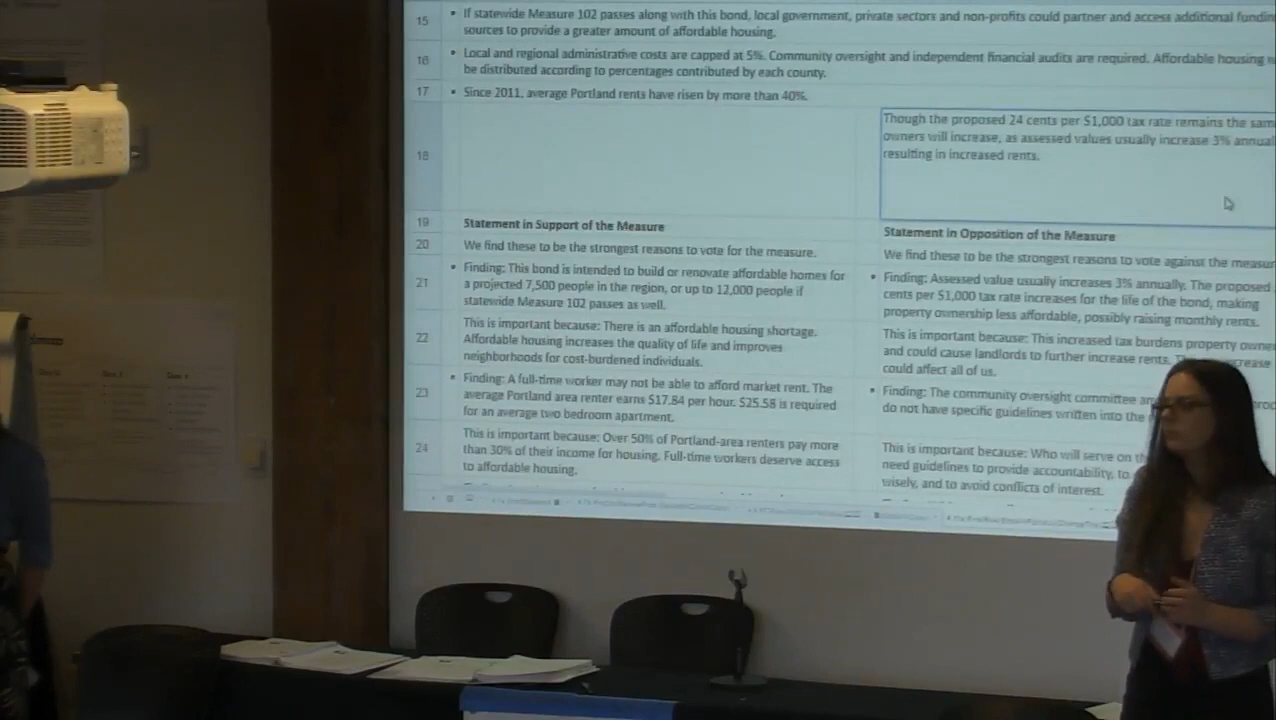 15 • If statewide Measure 102 passes along with this bond, local government, private sectors and non-profits could partner and access additional
sources to provide a greater amount of affordable housing.
16 • Local and regional administrative costs are capped at 5%. Community oversight and independent financial audits are required. Affordable housing
be distributed according to percentages contributed by each county.
17 • Since 2011, average Portland rents have risen by more than 40%.
18
Though the proposed 24 cents per $1,000 tax rate remains the
owners will increase, as assessed values usually increase 3%
resulting in increased rents.
19 Statement in Support of the Measure
20 We find these to be the strongest reasons to vote for the measure.
21 • Finding: This bond is intended to build or renovate affordable homes for
a projected 7,500 people in the region, or up to 12,000 people if
statewide Measure 102 passes as well.
22 This is important because: There is an affordable housing shortage.
Affordable housing increases the quality of life and improves
neighborhoods for cost-burdened individuals.
23 • Finding: A full-time worker may not be able to afford market rent. The
average Portland area renter earns $17.84 per hour. $25.58 is required
for an average two bedroom apartment.
24 This is important because: Over 50% of Portland-area renters pay more
than 30% of their income for housing. Full-time workers deserve access
to affordable housing.
Statement in Opposition of the Measure
We find these to be the strongest reasons to vote against the
• Finding: Assessed value usually increases 3% annually. The proposed
cents per $1,000 tax rate increases for the life of the bond, making
property ownership less affordable, possibly raising monthly rents.
This is important because: This increased tax burdens property
and could cause landlords to further increase rents.
could affect all of us.
• Finding: The community oversight committee
do not have specific guidelines written into the
This is important because: Who will serve on
need guidelines to provide accountability, to
wisely, and to avoid conflicts of interest.